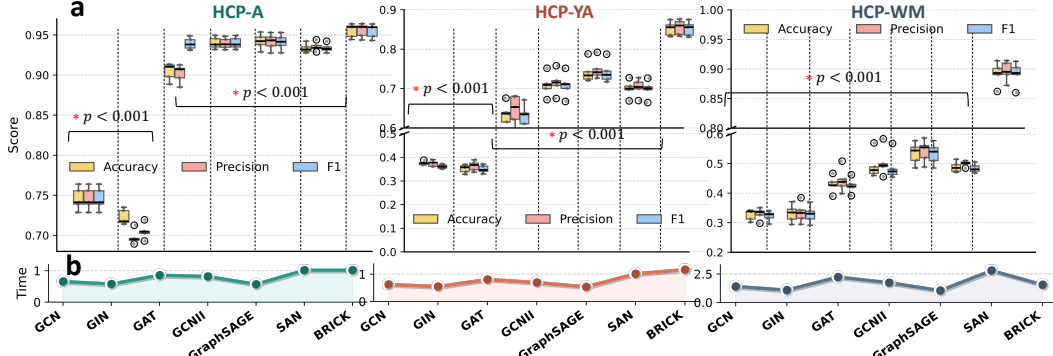 a
HCP-A
HCP-YA
HCP-WM
Score
0.95
0.90
0.85
0.80
0.75
0.70
* p < 0.001
* p < 0.001
Accuracy Precision F1
0.9
0.8
0.7
0.6
0.5
0.4
0.3
0.2
* p < 0.001
* p < 0.001
Accuracy Precision F1
1.00
0.95
0.90
0.85
0.80
0.6
0.5
0.4
0.3
0.2
Accuracy Precision F1
* p < 0.001
b
Time
1
0
GCN GIN GAT GCNII GraphSAGE SAN BRICK
1
0
GCN GIN GAT GCNII GraphSAGE SAN BRICK
2.5
0.0
GCN GIN GAT GCNII GraphSAGE SAN BRICK